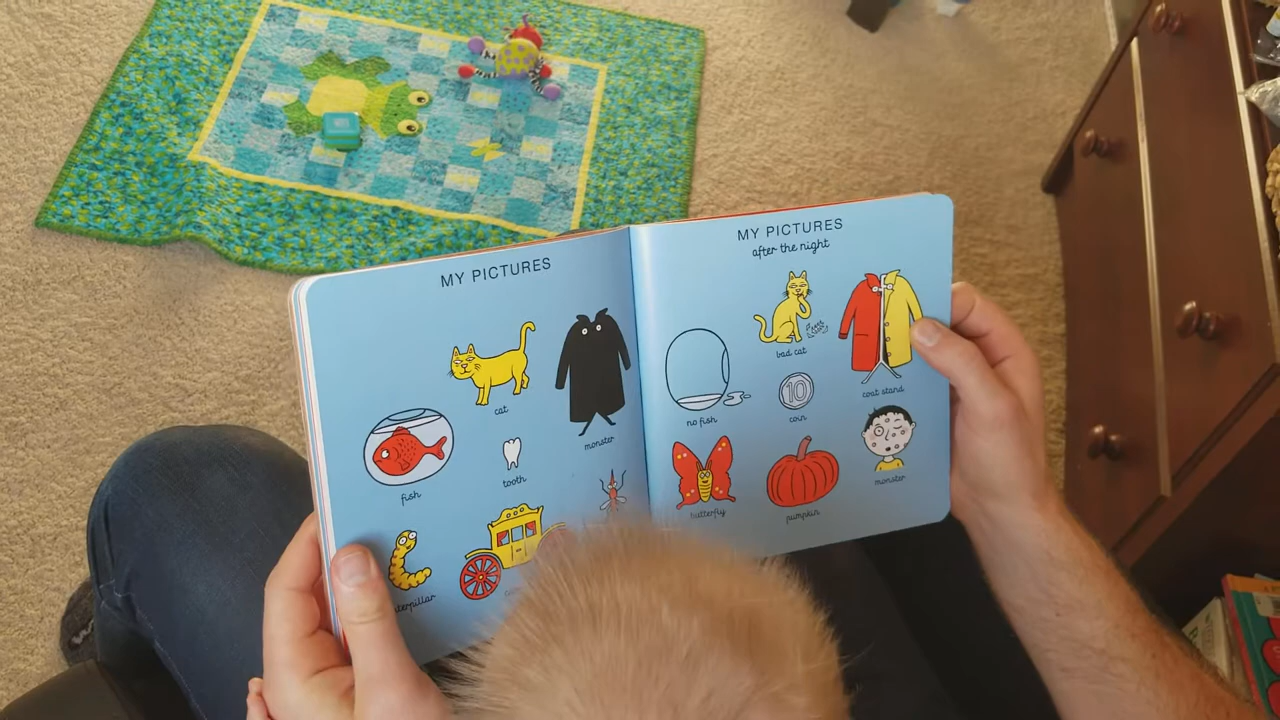 MY PICTURES
cat
monster
fish
tooth
MY PICTURES
after the night
bad cat
coat stand
no fish
coin
10
butterfly
pumpkin
monster